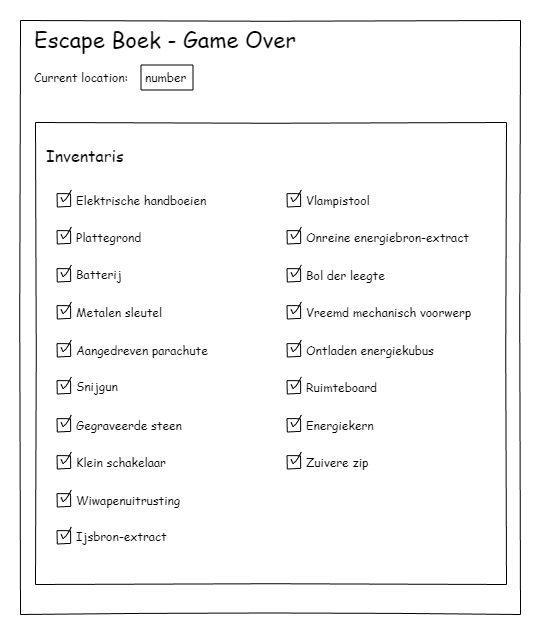 Escape Boek - Game Over
Current location: number
Inventaris
Elektrische handboeien
Plattegrond
Batterij
Metalen sleutel
Aangedreven parachute
Snijgun
Gegraveerde steen
Klein schakelaar
Wiwapenuitrusting
Ijsbron-extract
Vlampistool
Onreine energiebron-extract
Bol der leegte
Vreemd mechanisch voorwerp
Ontladen energiekubus
Ruimteboard
Energiekern
Zuivere zip